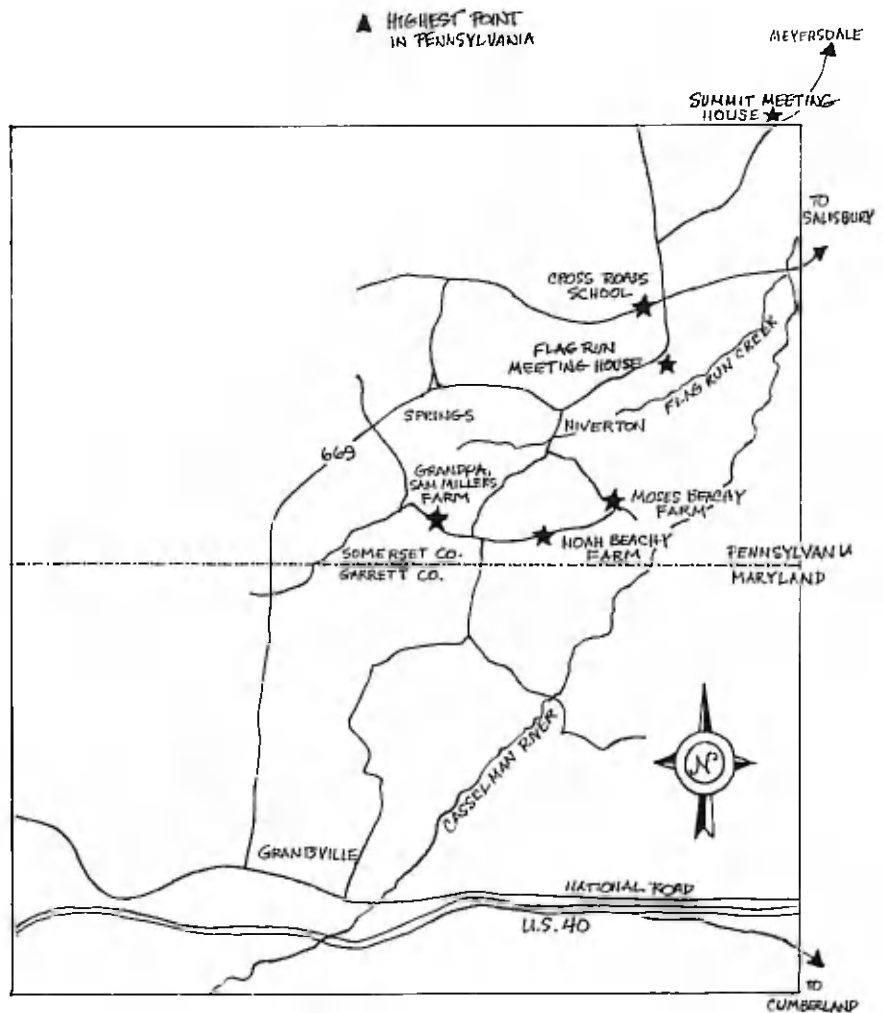 HIGHEST POINT
IN PENNSYLVANIA
MEYERSDALE
SUMMIT MEETING
HOUSE
TO
SALISBURY
CROSS ROADS
SCHOOL
FLAG RUN
MEETING HOUSE
FLAG RUN CREEK
SPRINGS
NIVERTON
669
GRANDPA
SAM MILLERS
FARM
MOSES BEACHY
FARM
NOAH BEACHY
FARM
SOMERSET CO.
GARRETT CO.
PENNSYLVANIA
MARYLAND
N
CASSELMAN RIVER
GRANTSVILLE
NATIONAL ROAD
U.S. 40
TO
CUMBERLAND